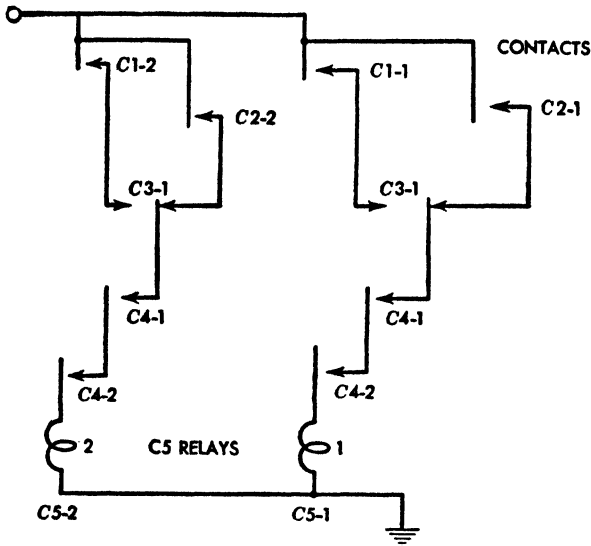 CONTACTS
C1-2
C1-1
C2-2
C2-1
C3-1
C3-1
C4-1
C4-1
C4-2
C4-2
2
C5 RELAYS
1
C5-2
C5-1